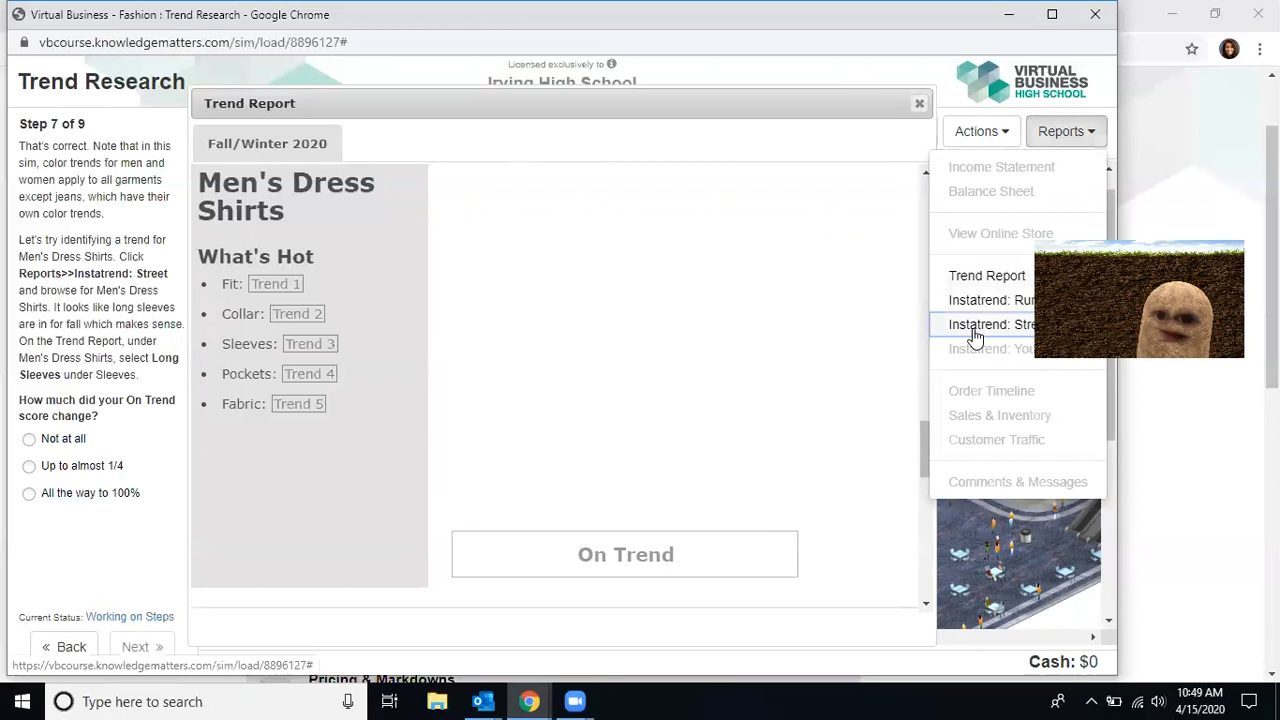 Virtual Business - Fashion : Trend Research - Google Chrome
vbcourse.knowledgematters.com/sim/load/8896127#
Trend Research
Licensed exclusively to
Irving High School
VIRTUAL
BUSINESS
HIGH SCHOOL
Step 7 of 9
That's correct. Note that in this
sim, color trends for men and
women apply to all garments
except jeans, which have their
own color trends.
Let's try identifying a trend for
Men's Dress Shirts. Click
Reports>>Instatrend: Street
and browse for Men's Dress
Shirts. It looks like long sleeves
are in for fall which makes sense.
On the Trend Report, under
Men's Dress Shirts, select Long
Sleeves under Sleeves.
How much did your On Trend
score change?
Not at all
Up to almost 1/4
All the way to 100%
Current Status: Working on Steps
« Back
Next »
Trend Report
×
Fall/Winter 2020
Men's Dress
Shirts
What's Hot
• Fit: Trend 1
• Collar: Trend 2
• Sleeves: Trend 3
• Pockets: Trend 4
• Fabric: Trend 5
On Trend
Actions
Reports
Income Statement
Balance Sheet
View Online Store
Trend Report
Instatrend: Run
Instatrend: Stre
Instatrend: You
Order Timeline
Sales & Inventory
Customer Traffic
Comments & Messages
https://vbcourse.knowledgematters.com/sim/load/8896127#
Cash: $0
Pricing & Markdowns
Type here to search
10:49 AM
4/15/2020